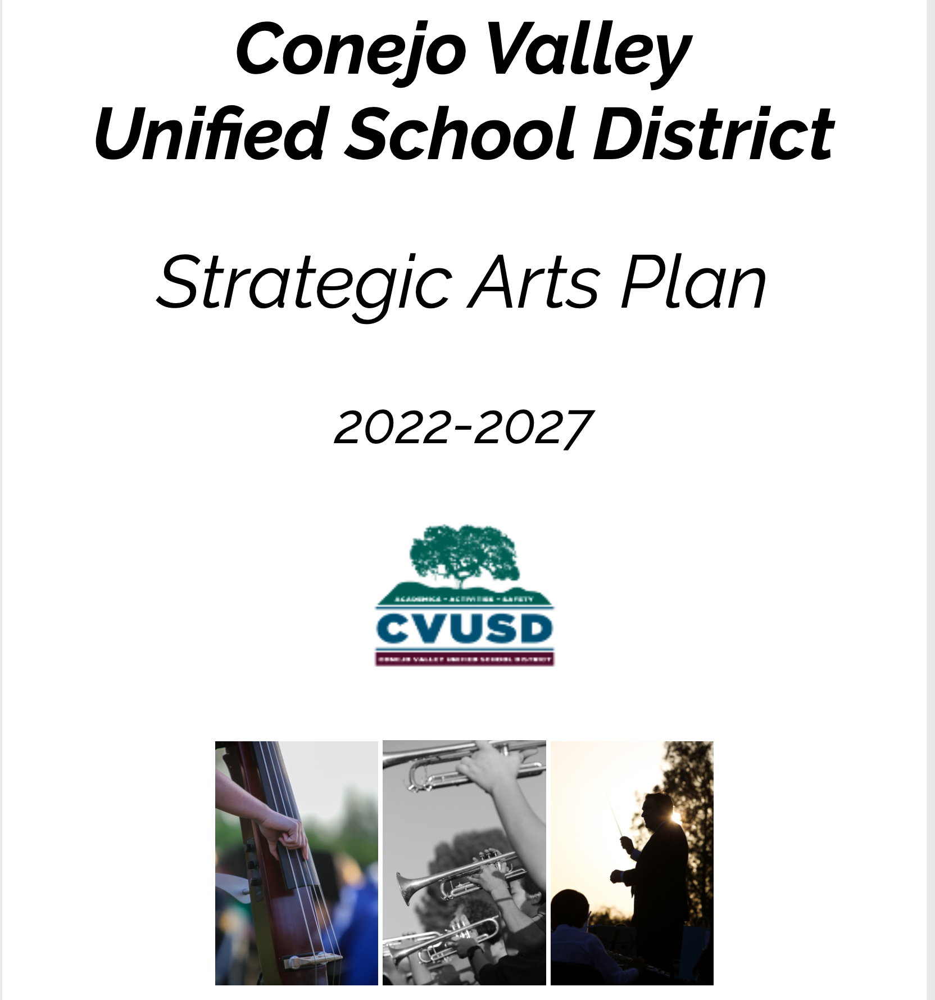 Conejo Valley
Unified School District
Strategic Arts Plan
2022-2027
ACADEMICS • ACTIVITIES • SAFETY
CVUSD
CONEJO VALLEY UNIFIED SCHOOL DISTRICT